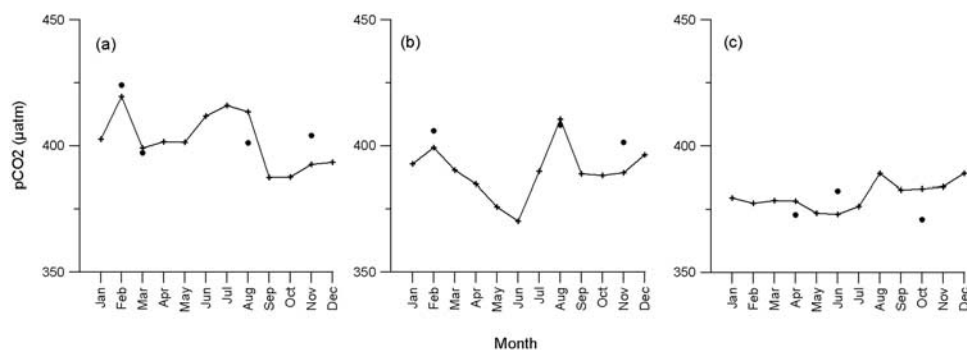 450
400
350
pCO2 (µatm)
(a)
Jan
Feb
Mar
Apr
May
Jun
Jul
Aug
Sep
Oct
Nov
Dec
450
400
350
(b)
Jan
Feb
Mar
Apr
May
Jun
Jul
Aug
Sep
Oct
Nov
Dec
450
400
350
(c)
Jan
Feb
Mar
Apr
May
Jun
Jul
Aug
Sep
Oct
Nov
Dec
Month